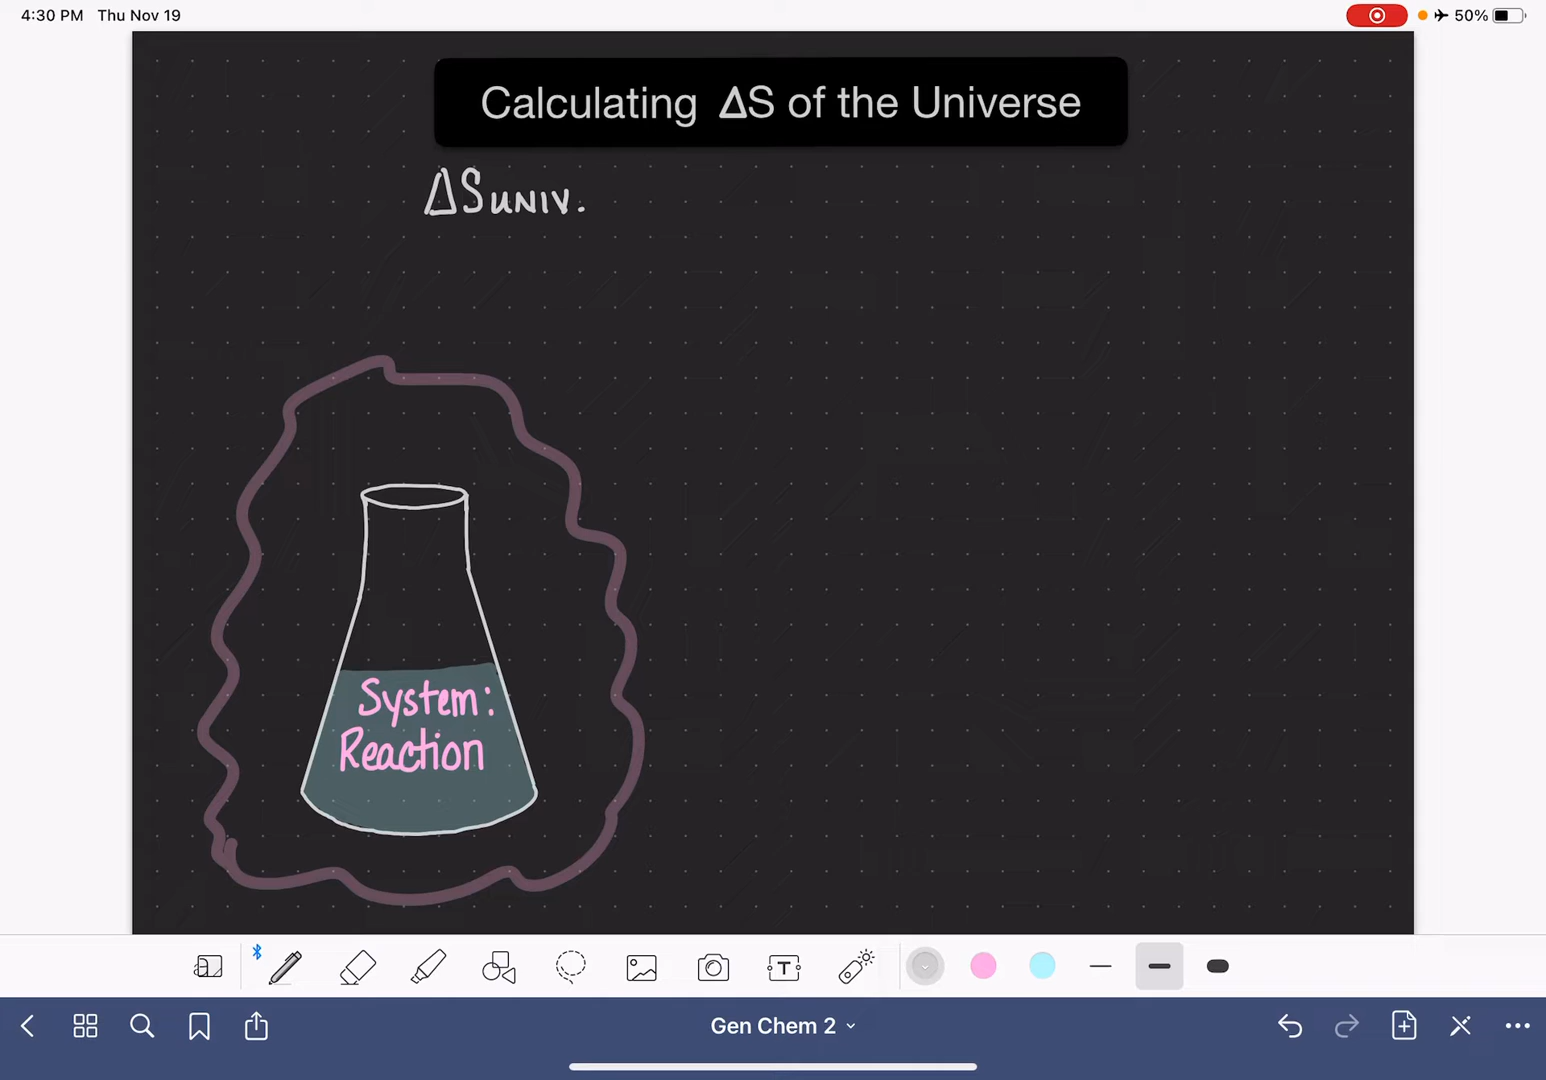 4:30 PM Thu Nov 19
50%
Calculating ΔS of the Universe
ΔSUNIV.
System:
Reaction
T
Gen Chem 2